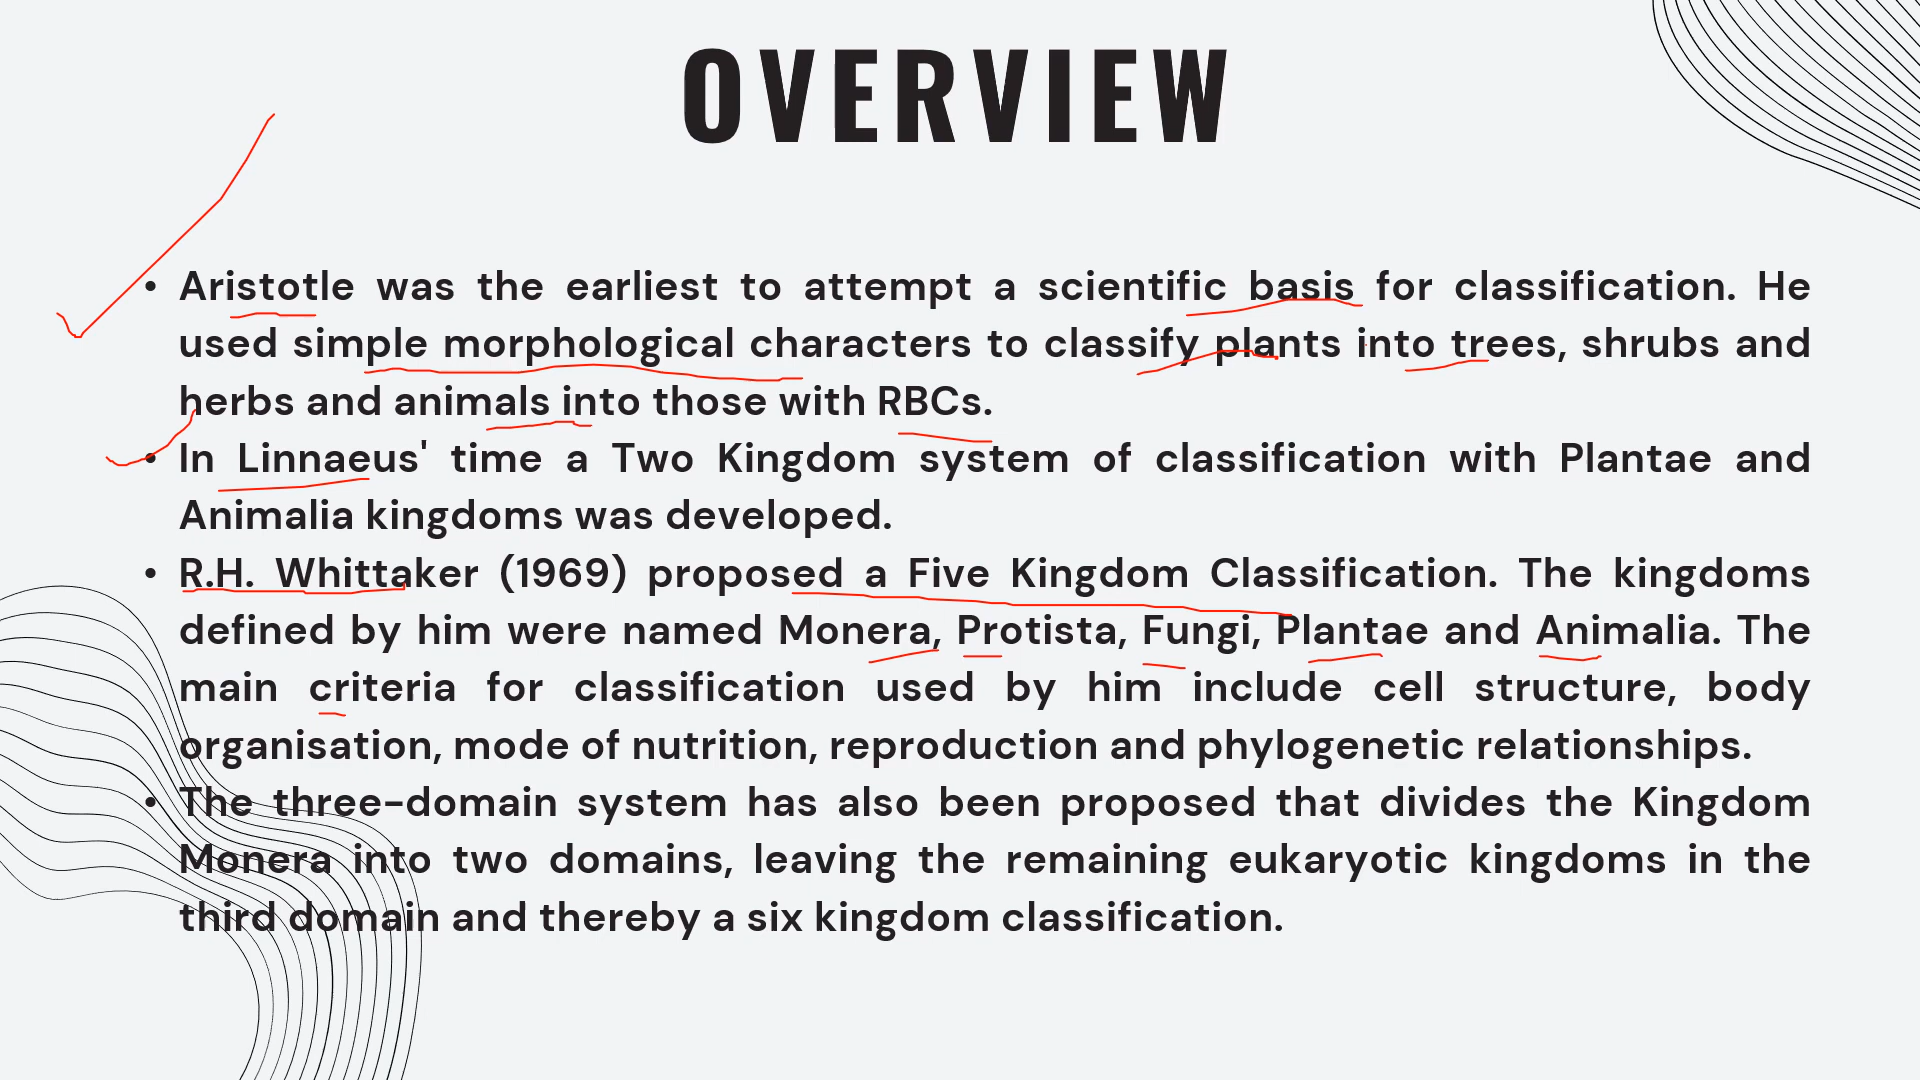 OVERVIEW
• Aristotle was the earliest to attempt a scientific basis for classification. He
used simple morphological characters to classify plants into trees, shrubs and
herbs and animals into those with RBCs.
• In Linnaeus' time a Two Kingdom system of classification with Plantae and
Animalia kingdoms was developed.
• R.H. Whittaker (1969) proposed a Five Kingdom Classification. The kingdoms
defined by him were named Monera, Protista, Fungi, Plantae and Animalia. The
main criteria for classification used by him include cell structure, body
organisation, mode of nutrition, reproduction and phylogenetic relationships.
• The three-domain system has also been proposed that divides the Kingdom
Monera into two domains, leaving the remaining eukaryotic kingdoms in the
third domain and thereby a six kingdom classification.